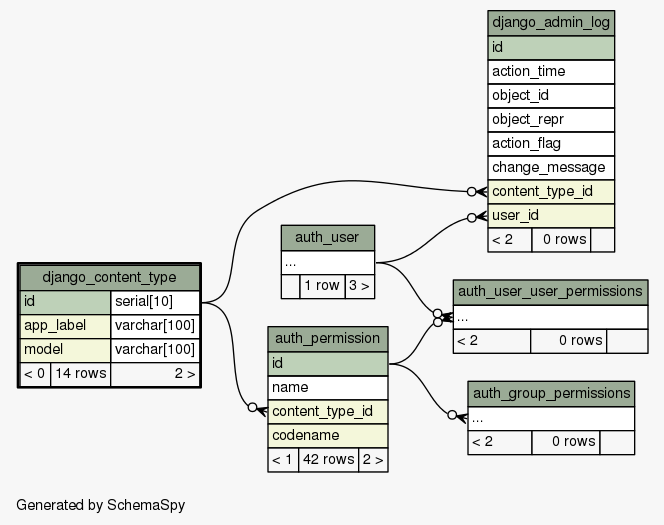 django_admin_log
id
action_time
object_id
object_repr
action_flag
change_message
content_type_id
user_id
< 2 0 rows
auth_user
...
1 row 3 >
django_content_type
id serial[10]
app_label varchar[100]
model varchar[100]
< 0 14 rows 2 >
auth_user_user_permissions
...
< 2 0 rows
auth_permission
id
name
content_type_id
codename
< 1 42 rows 2 >
auth_group_permissions
...
< 2 0 rows
Generated by SchemaSpy